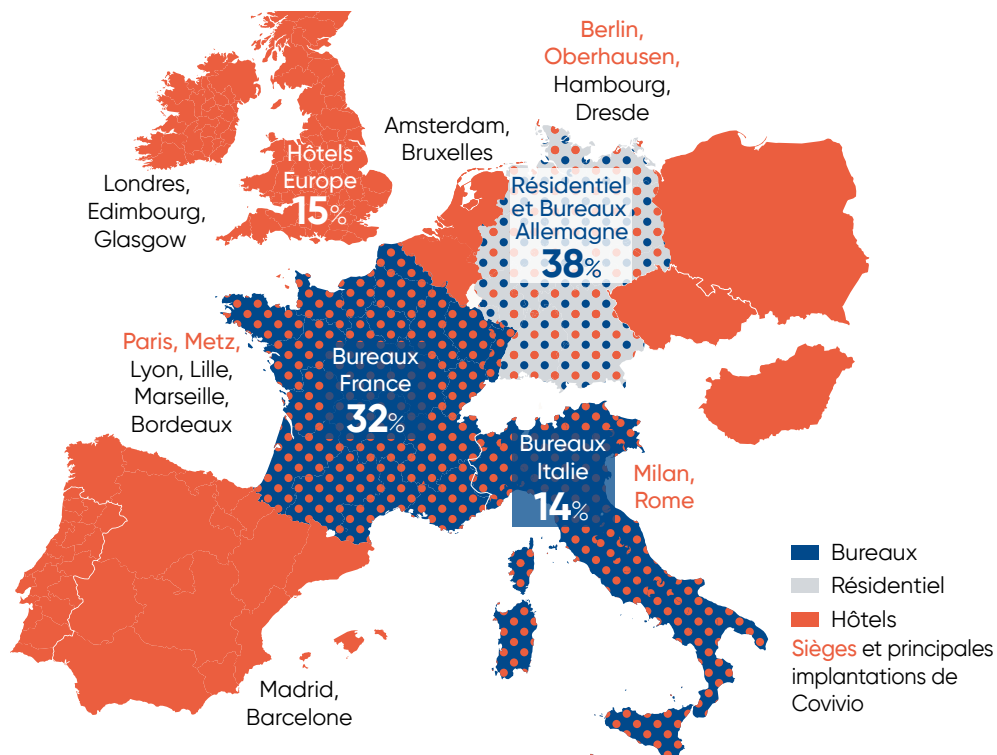 Berlin,
Oberhausen,
Hambourg,
Dresde
Amsterdam,
Bruxelles
Hôtels
Europe
15%
Londres,
Edimbourg,
Glasgow
Résidentiel
et Bureaux
Allemagne
38%
Paris, Metz,
Lyon, Lille,
Marseille,
Bordeaux
Bureaux
France
32%
Bureaux
Italie
14%
Milan,
Rome
Madrid,
Barcelone
Bureaux
Résidentiel
Hôtels
Sièges et principales
implantations de
Covivio